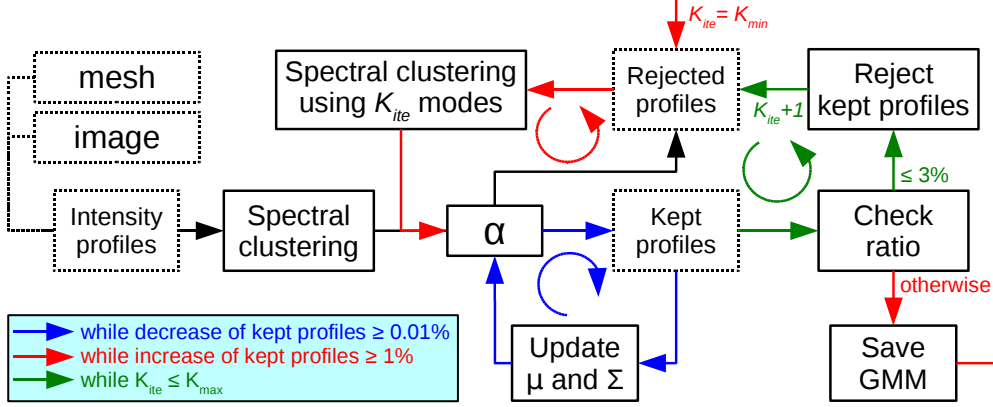 K_ite = K_min
mesh
image
Spectral clustering
using K_ite modes
Rejected
profiles
K_ite+1
Reject
kept profiles
≤ 3%
Intensity
profiles
Spectral
clustering
α
Kept
profiles
Check
ratio
otherwise
while decrease of kept profiles ≥ 0.01%
while increase of kept profiles ≥ 1%
while K_ite ≤ K_max
Update
μ and Σ
Save
GMM